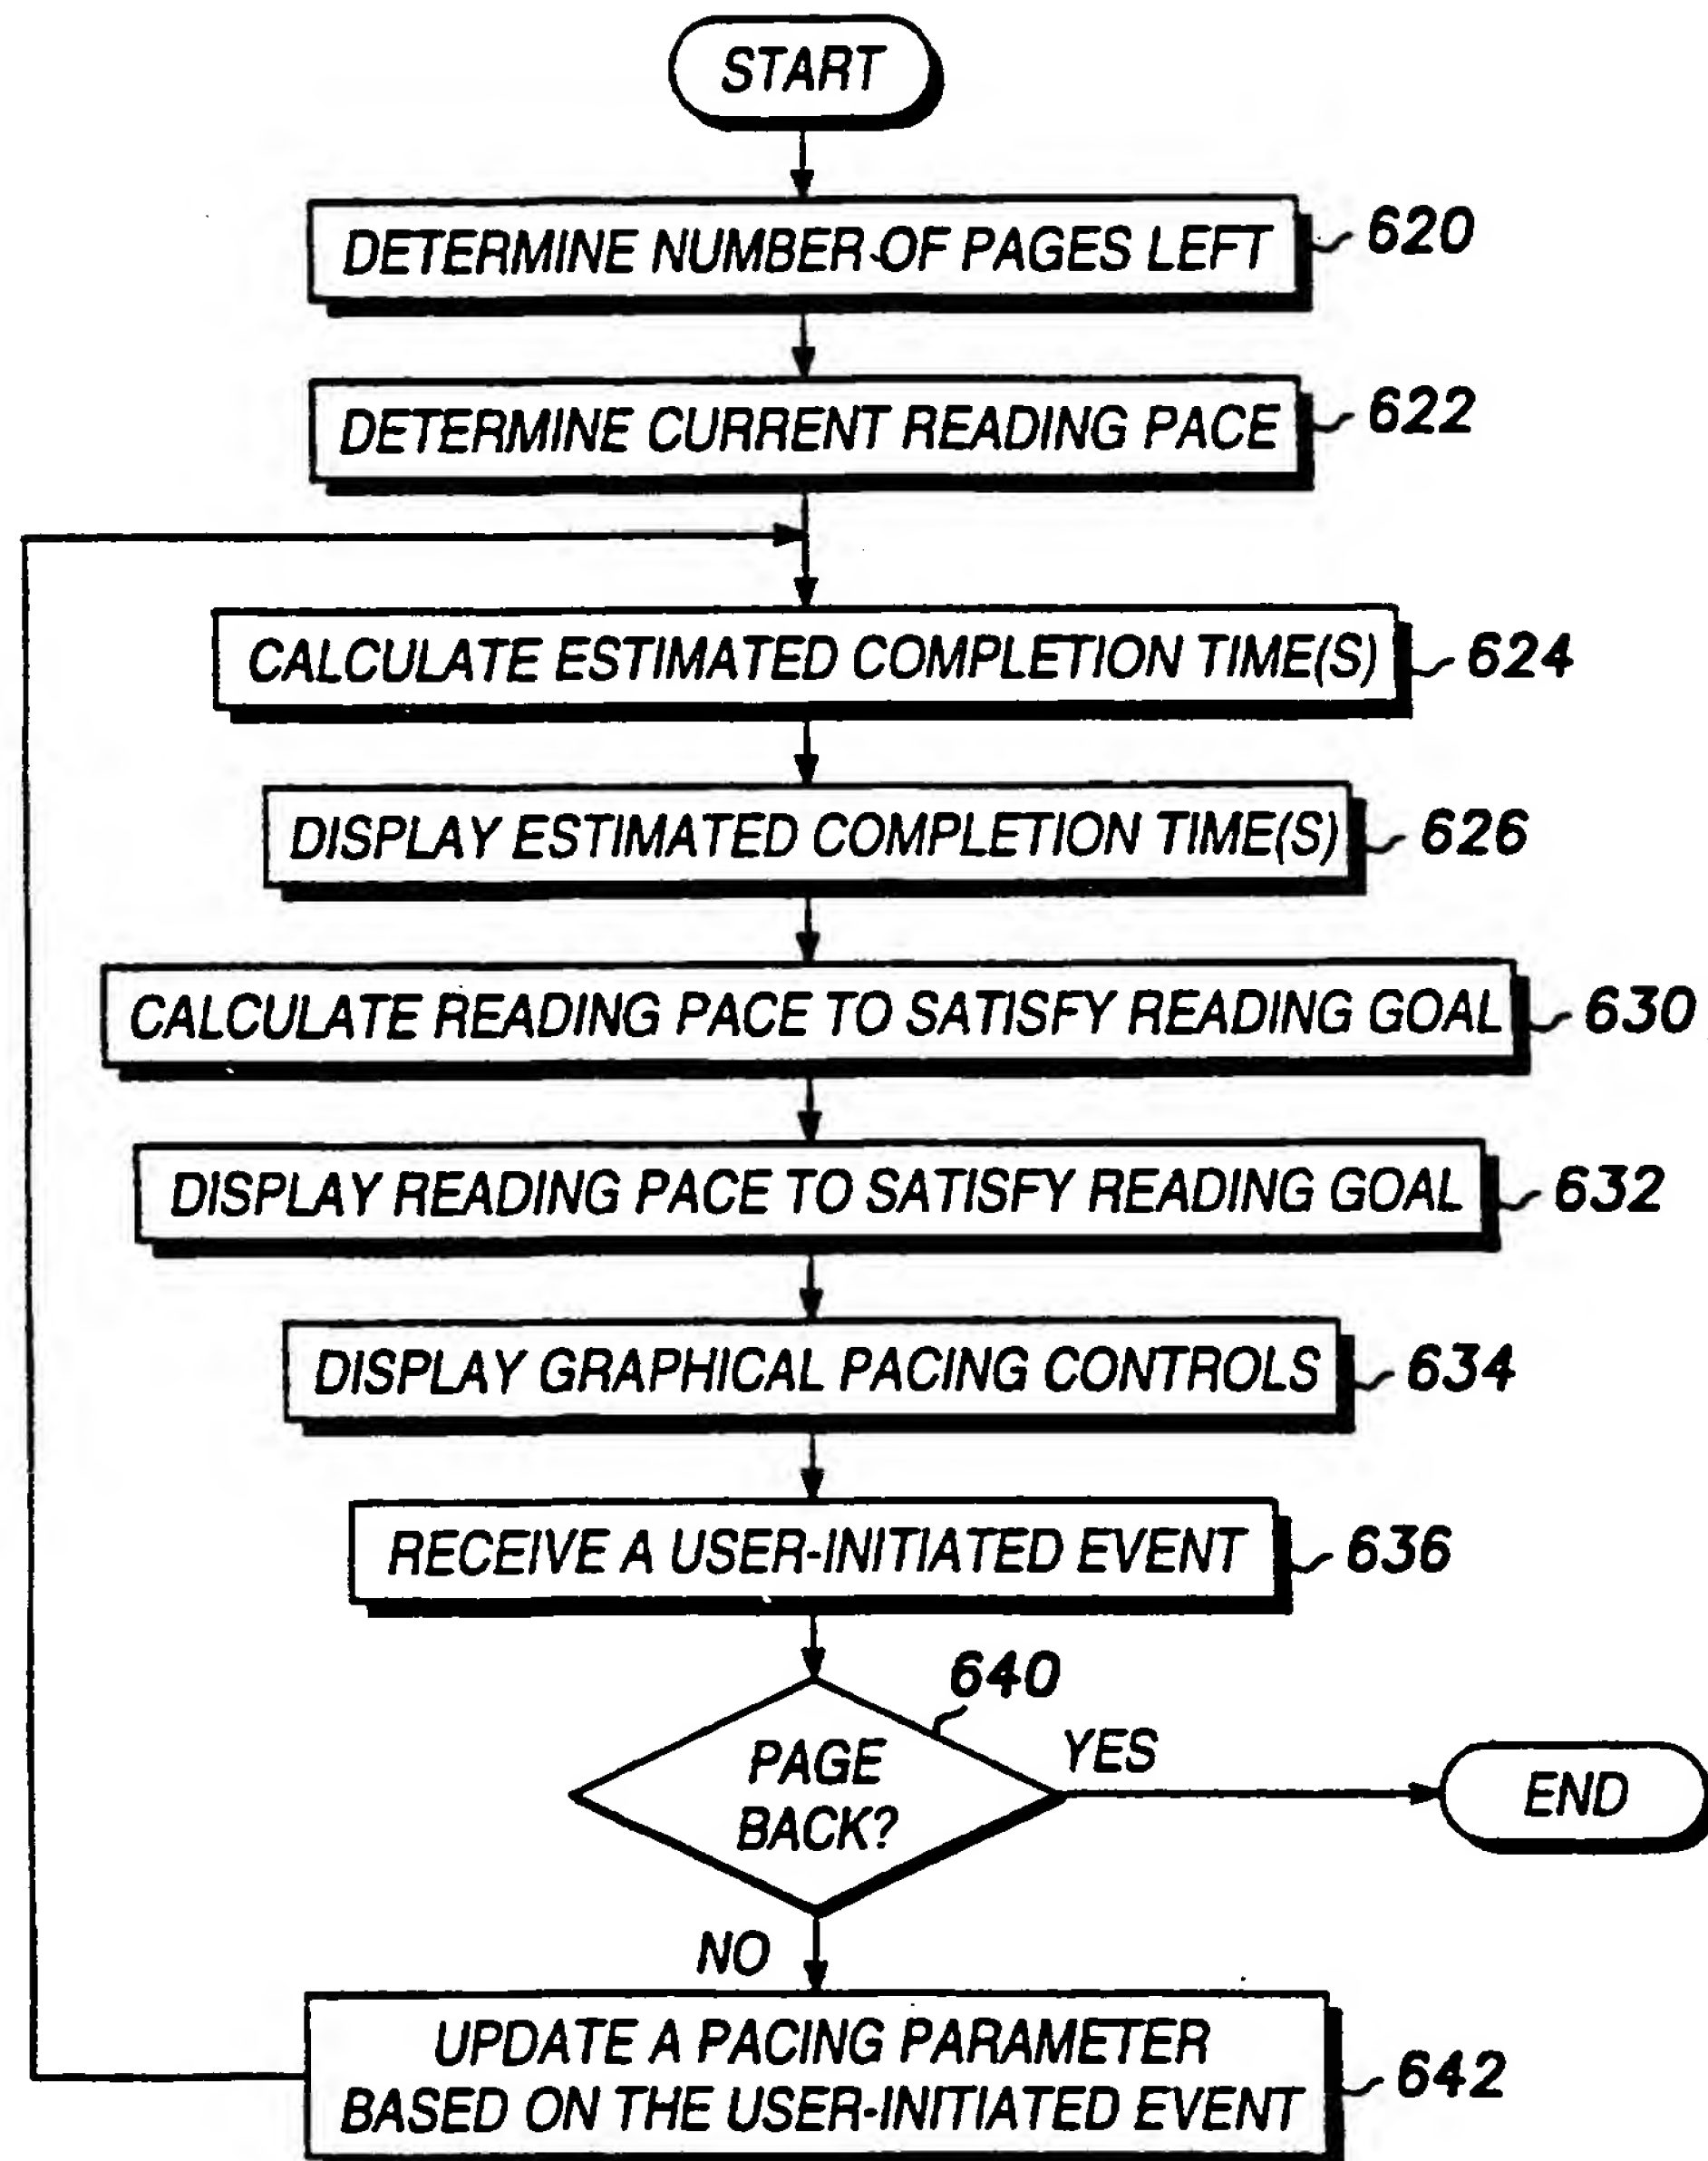 START
DETERMINE NUMBER OF PAGES LEFT
620
DETERMINE CURRENT READING PACE
622
CALCULATE ESTIMATED COMPLETION TIME(S)
624
DISPLAY ESTIMATED COMPLETION TIME(S)
626
CALCULATE READING PACE TO SATISFY READING GOAL
630
DISPLAY READING PACE TO SATISFY READING GOAL
632
DISPLAY GRAPHICAL PACING CONTROLS
634
RECEIVE A USER-INITIATED EVENT
636
640
PAGE
BACK?
YES
END
NO
UPDATE A PACING PARAMETER
BASED ON THE USER-INITIATED EVENT
642